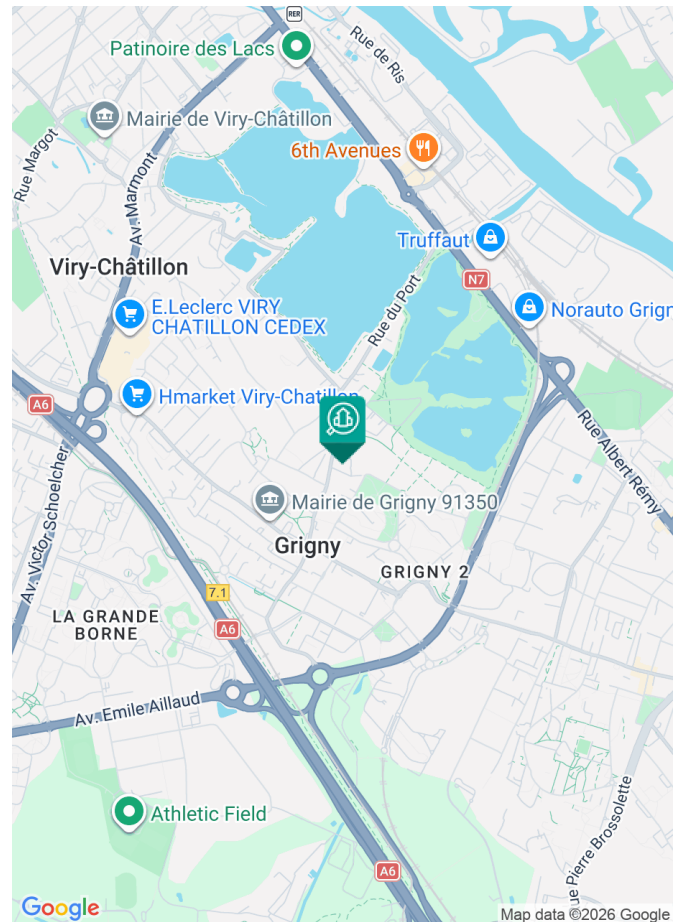 RER
Patinoire des Lacs
Rue de Ris
Mairie de Viry-Châtillon
6th Avenues
Rue Margot
Av. Marmont
Truffaut
Viry-Châtillon
N7
Rue du Port
E.Leclerc VIRY
CHATILLON CEDEX
Norauto Grign
Hmarket Viry-Chatillon
A6
Rue Albert Rémy
Av. Victor Schoelcher
Mairie de Grigny 91350
Grigny
GRIGNY 2
7.1
LA GRANDE
BORNE
A6
Av. Emile Aillaud
Athletic Field
ue Pierre Brossolette
A6
Google
Map data ©2026 Google